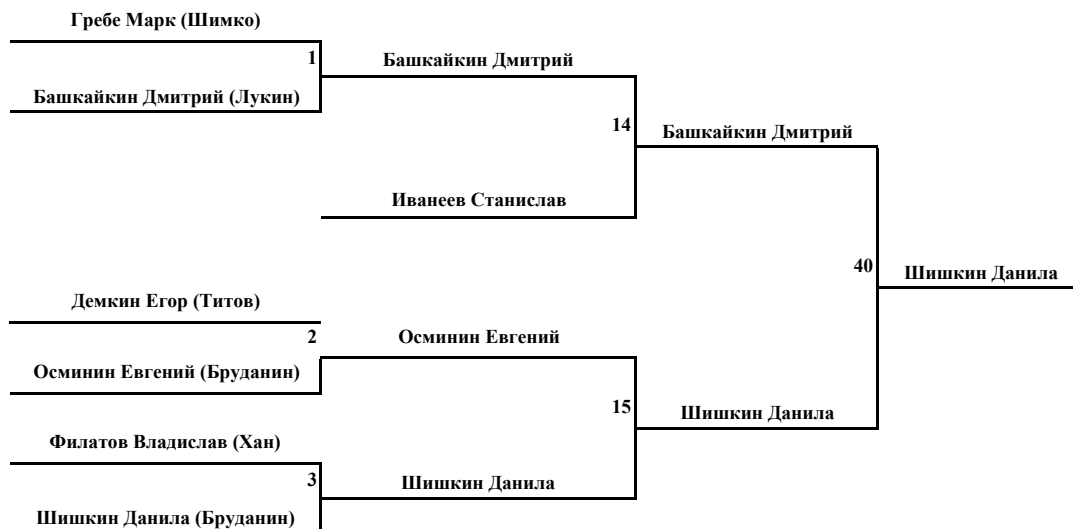 Гребе Марк (Шимко)
1
Башкайкин Дмитрий
Башкайкин Дмитрий (Лукин)
14
Башкайкин Дмитрий
Иванеев Станислав
40
Шишкин Данила
Демкин Егор (Титов)
2
Осминин Евгений
Осминин Евгений (Бруданин)
15
Шишкин Данила
Филатов Владислав (Хан)
3
Шишкин Данила
Шишкин Данила (Бруданин)